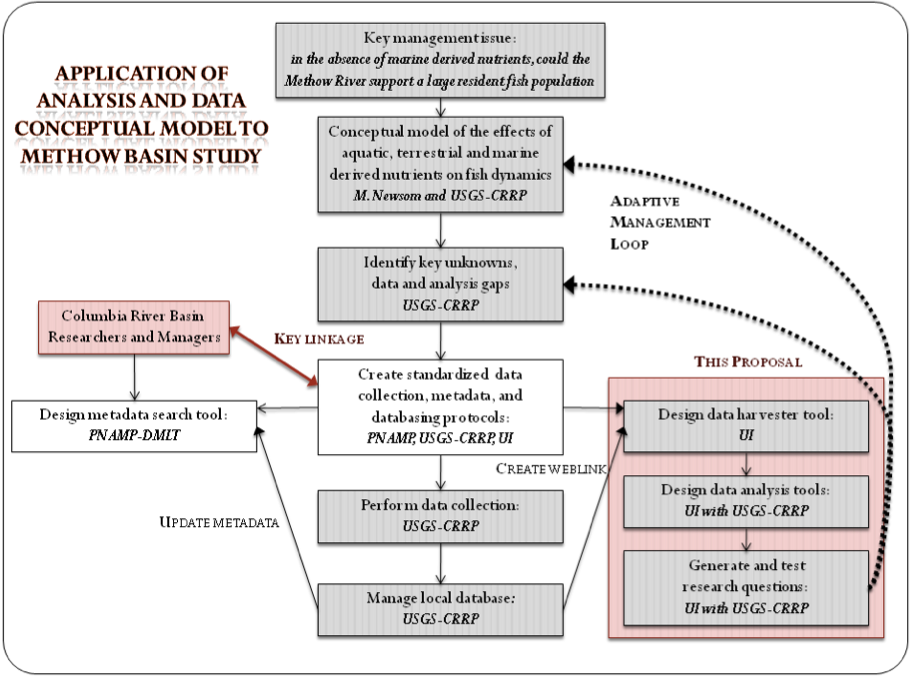 APPLICATION OF
ANALYSIS AND DATA
CONCEPTUAL MODEL TO
METHOW BASIN STUDY
Key management issue:
in the absence of marine derived nutrients, could the
Methow River support a large resident fish population
Conceptual model of the effects of
aquatic, terrestrial and marine
derived nutrients on fish dynamics
M. Newsom and USGS-CRRP
ADAPTIVE
MANAGEMENT
LOOP
Identify key unknowns,
data and analysis gaps
USGS-CRRP
Columbia River Basin
Researchers and Managers
KEY LINKAGE
THIS PROPOSAL
Create standardized data
collection, metadata, and
databasing protocols:
PNAMP, USGS-CRRP, UI
Design metadata search tool:
PNAMP-DMLT
Design data harvester tool:
UI
CREATE WEBLINK
Perform data collection:
USGS-CRRP
Design data analysis tools:
UI with USGS-CRRP
UPDATE METADATA
Generate and test
research questions:
UI with USGS-CRRP
Manage local database:
USGS-CRRP